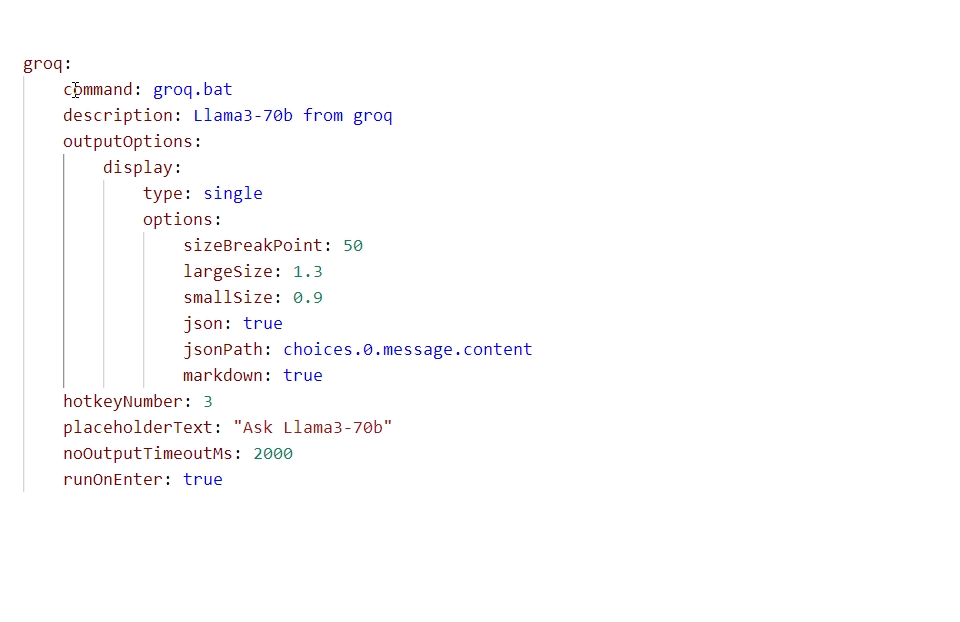 groq:
    command: groq.bat
    description: Llama3-70b from groq
    outputOptions:
        display:
            type: single
            options:
                sizeBreakPoint: 50
                largeSize: 1.3
                smallSize: 0.9
                json: true
                jsonPath: choices.0.message.content
                markdown: true
    hotkeyNumber: 3
    placeholderText: "Ask Llama3-70b"
    noOutputTimeoutMs: 2000
    runOnEnter: true